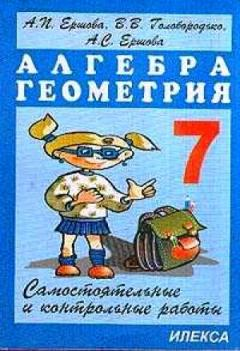 А.П. Ершова, В.В. Голобородько,
А.С. Ершова
АЛГЕБРА
ГЕОМЕТРИЯ
7
Самостоятельные
и контрольные работы
ИЛЕКСА